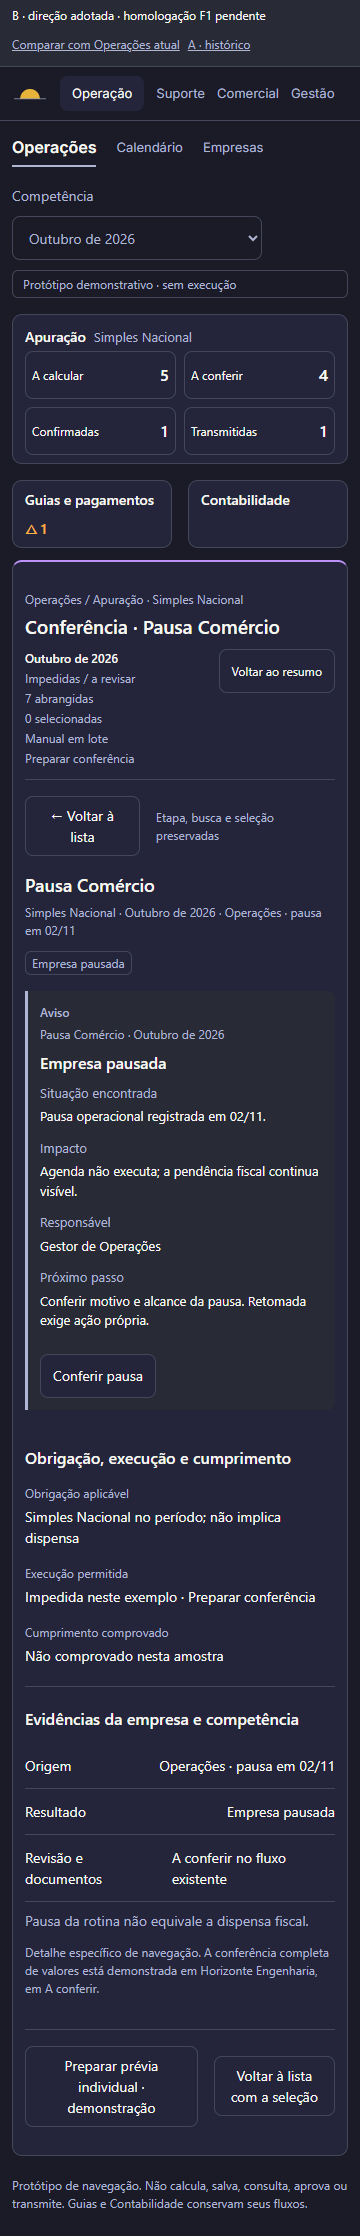 B · direção adotada · homologação F1 pendente
Comparar com Operações atual A · histórico
Operação Suporte Comercial Gestão
Operações Calendário Empresas
Competência
Outubro de 2026
Protótipo demonstrativo · sem execução
Apuração Simples Nacional
A calcular 5 A conferir 4
Confirmadas 1 Transmitidas 1
Guias e pagamentos Contabilidade
△ 1
Operações / Apuração · Simples Nacional
Conferência · Pausa Comércio
Outubro de 2026
Impedidas / a revisar
7 abrangidas
0 selecionadas
Manual em lote
Preparar conferência
Voltar ao resumo
← Voltar à
lista
Etapa, busca e seleção
preservadas
Pausa Comércio
Simples Nacional · Outubro de 2026 · Operações · pausa
em 02/11
Empresa pausada
Aviso
Pausa Comércio · Outubro de 2026
Empresa pausada
Situação encontrada
Pausa operacional registrada em 02/11.
Impacto
Agenda não executa; a pendência fiscal continua
visível.
Responsável
Gestor de Operações
Próximo passo
Conferir motivo e alcance da pausa. Retomada
exige ação própria.
Conferir pausa
Obrigação, execução e cumprimento
Obrigação aplicável
Simples Nacional no período; não implica
dispensa
Execução permitida
Impedida neste exemplo · Preparar conferência
Cumprimento comprovado
Não comprovado nesta amostra
Evidências da empresa e competência
Origem Operações · pausa em 02/11
Resultado Empresa pausada
Revisão e
documentos
A conferir no fluxo
existente
Pausa da rotina não equivale a dispensa fiscal.
Detalhe específico de navegação. A conferência completa
de valores está demonstrada em Horizonte Engenharia,
em A conferir.
Preparar prévia
individual ·
demonstração
Voltar à lista
com a seleção
Protótipo de navegação. Não calcula, salva, consulta, aprova ou
transmite. Guias e Contabilidade conservam seus fluxos.